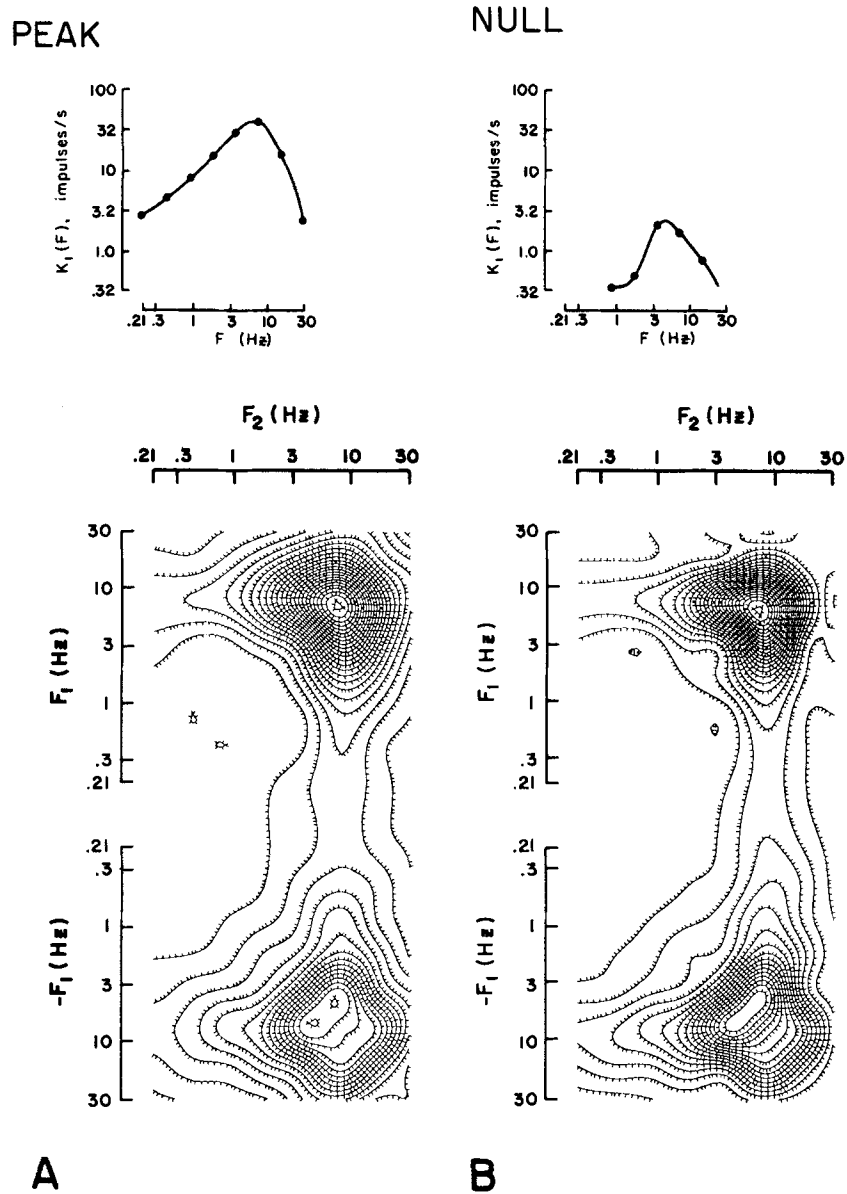 PEAK
NULL
K₁ (F), impulses/s
100
32
10
3.2
1.0
.32
.21 .3 1 3 10 30
F (Hz)
K₁ (F), impulses/s
100
32
10
3.2
1.0
.32
.21 .3 1 3 10 30
F (Hz)
F₂ (Hz)
.21 .3 1 3 10 30
F₂ (Hz)
.21 .3 1 3 10 30
F₁ (Hz)
30
10
3
1
.3
.21
-F₁ (Hz)
.21
.3
1
3
10
30
F₁ (Hz)
30
10
3
1
.3
.21
-F₁ (Hz)
.21
.3
1
3
10
30
A
B